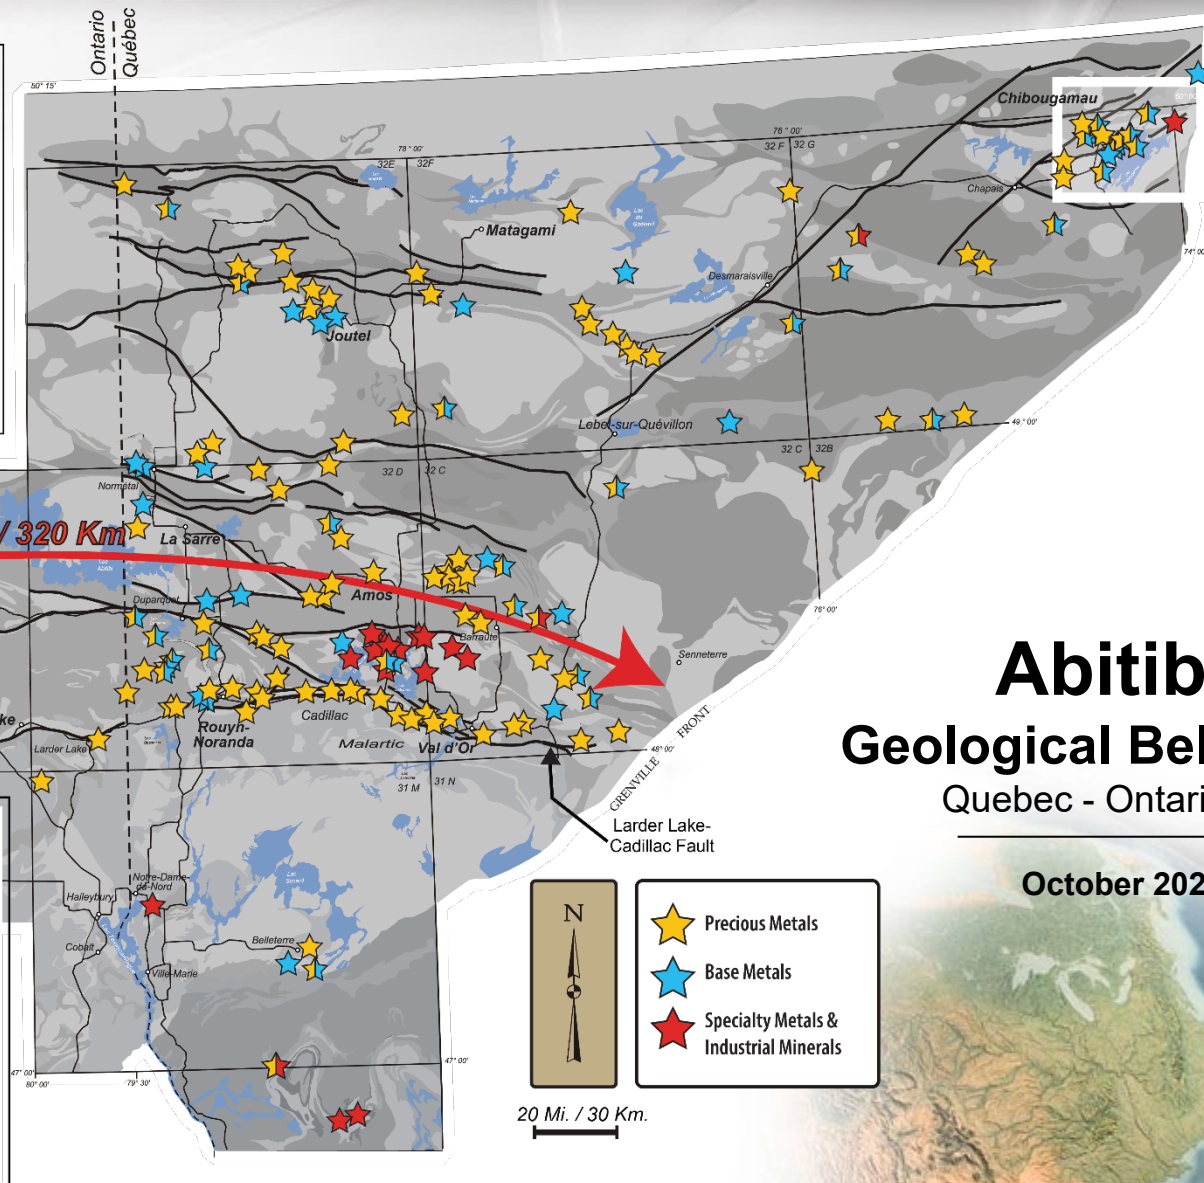 Ontario
Québec
50° 15'
Chibougamau
76 ° 00'
32 F
32 G
78 ° 00'
32E
32F
Chapais
Matagami
74° 00
Desmaraisville
Joutel
Lebel-sur-Quévillon
49 ° 00'
32 C
32B
32 D
32 C
Normétal
/ 320 Km
La Sarre
Amos
Duparquet
76° 00'
Barraute
Senneterre
Abitib
Geological Bel
Quebec - Ontari
October 202
ke
Larder Lake
Rouyn-
Noranda
Cadillac
Malartic
Val d'Or
48° 00'
GRENVILLE FRONT
31 M
31 N
Larder Lake-
Cadillac Fault
Notre-Dame-
de-Nord
Haileybury
Cobalt
Ville-Marie
Belleterre
N
Precious Metals
Base Metals
Specialty Metals &
Industrial Minerals
47° 00'
47° 00'
80° 00'
79° 30'
20 Mi. / 30 Km.